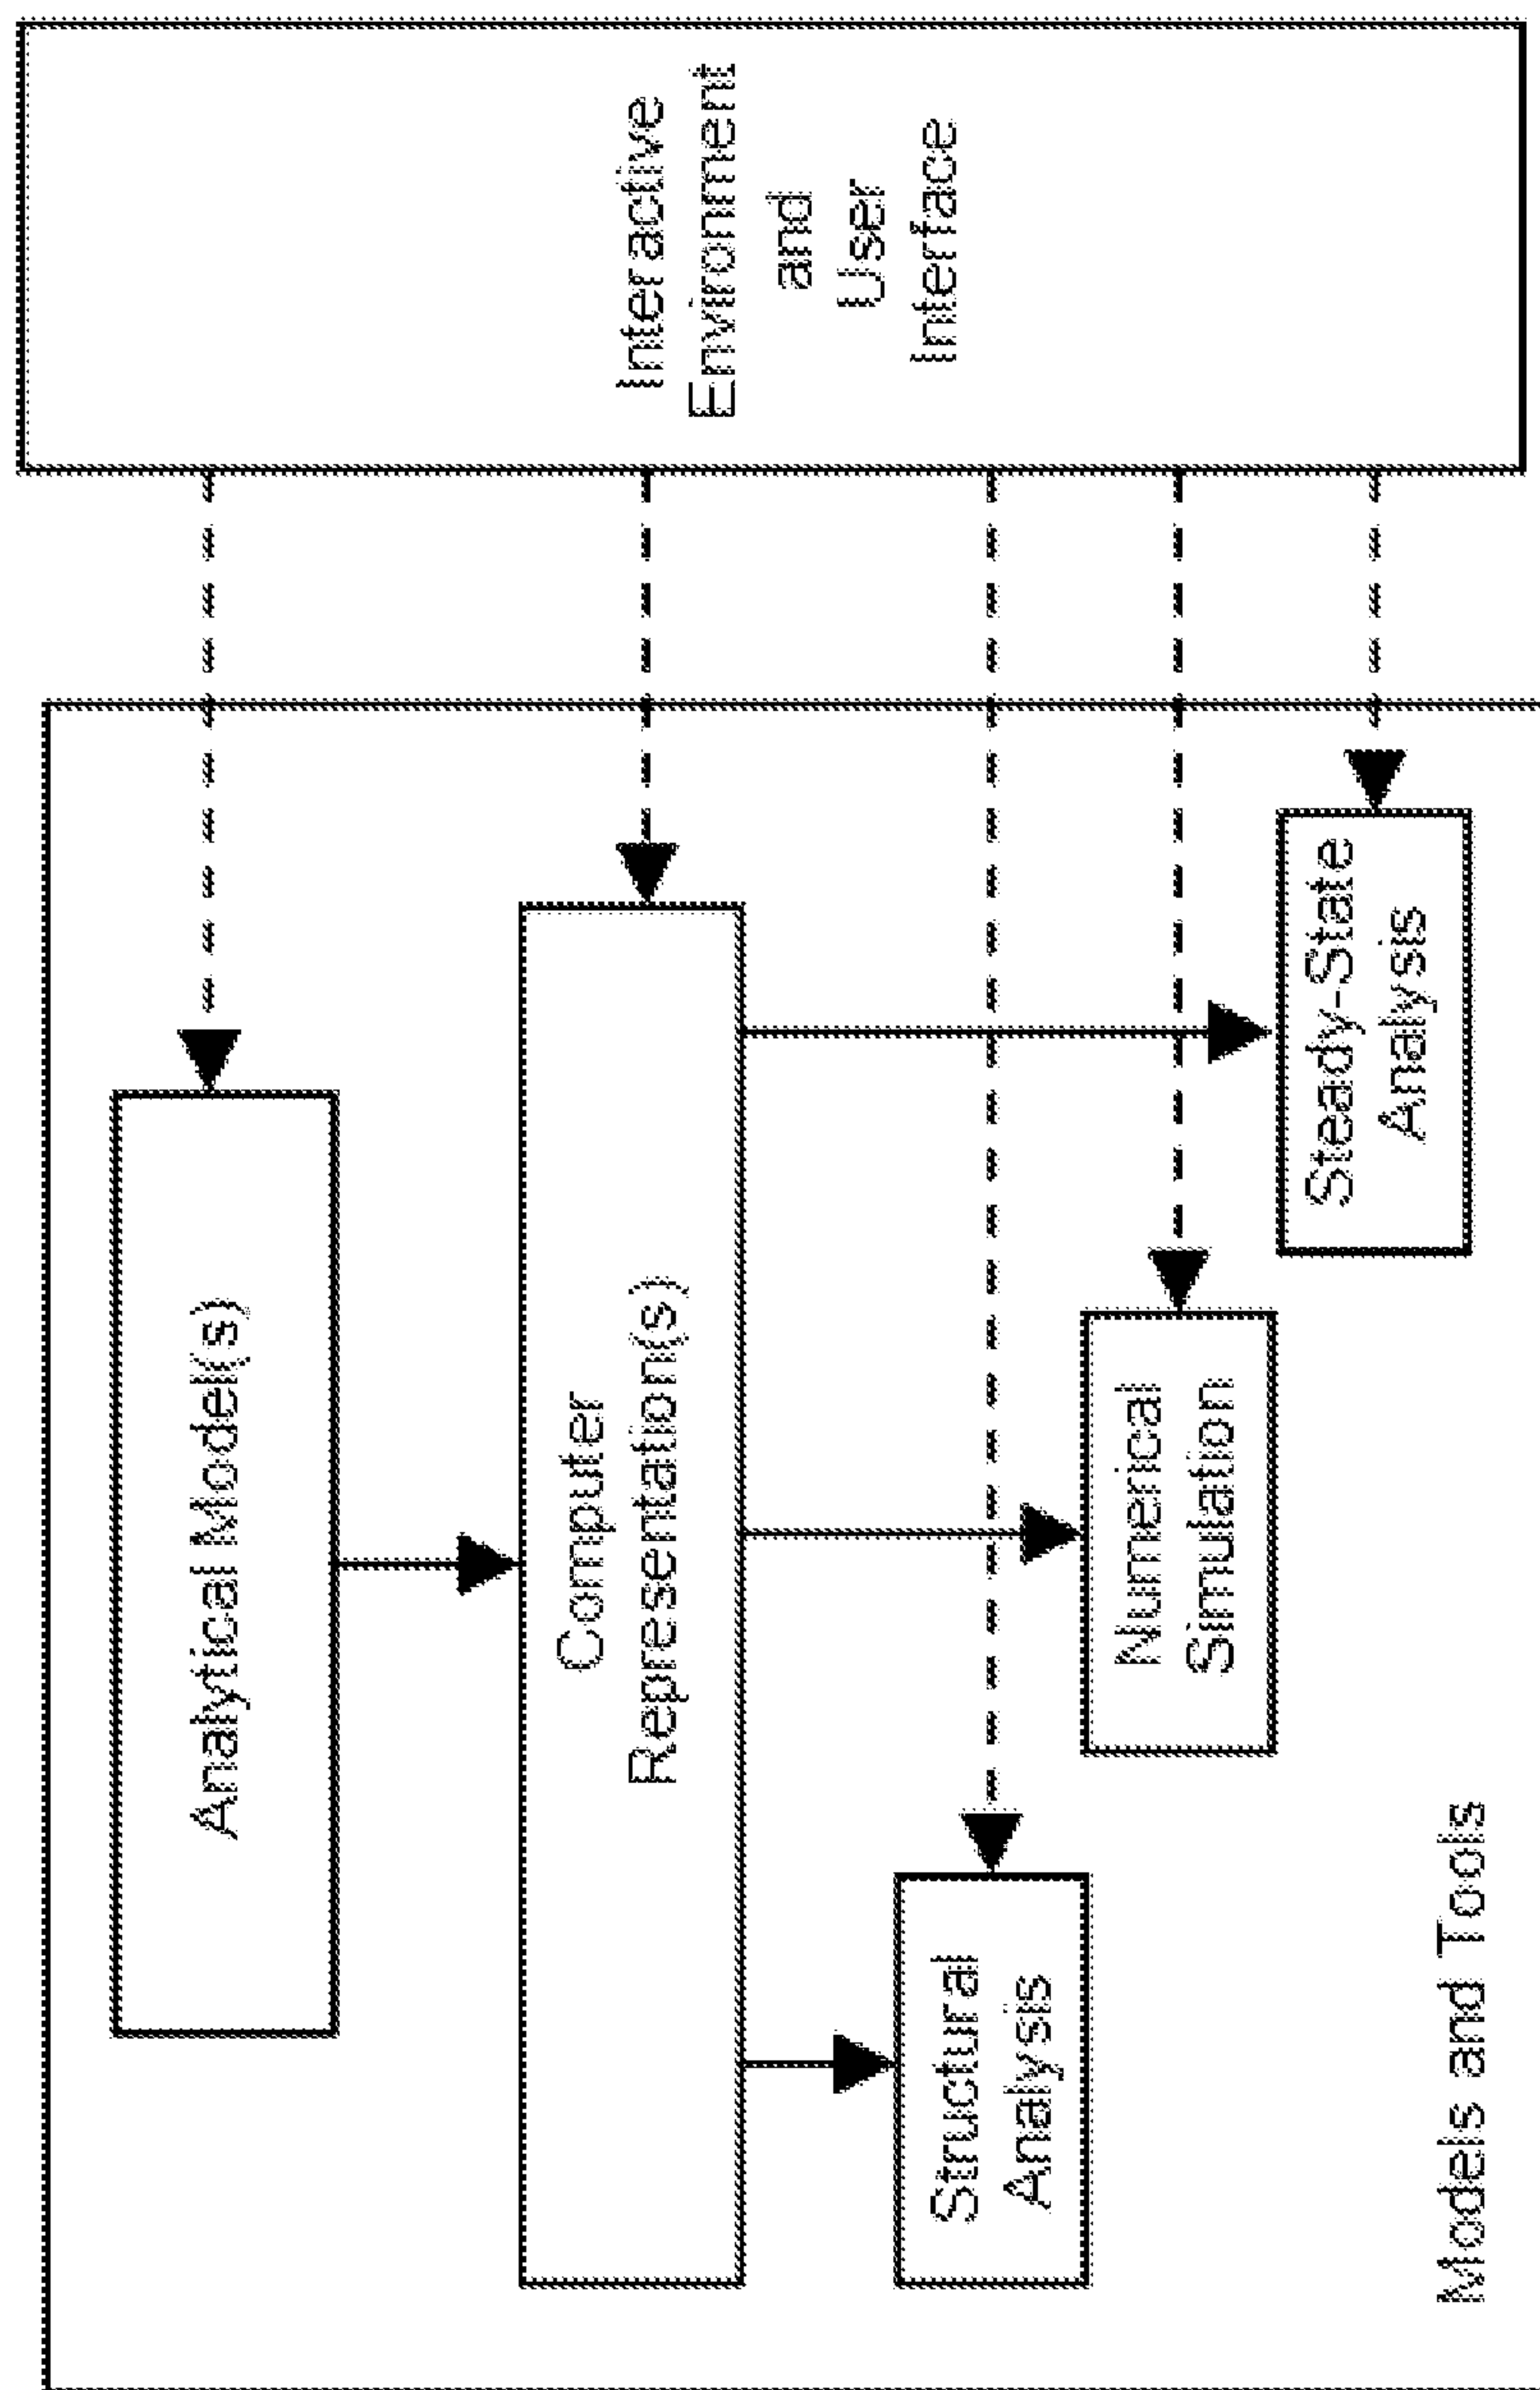 Analytical Model(s)
Computer
Representation(s)
Structural
Analysis
Numerical
Simulation
Steady-State
Analysis
Models and Tools
Interactive
Environment
and
User
Interface